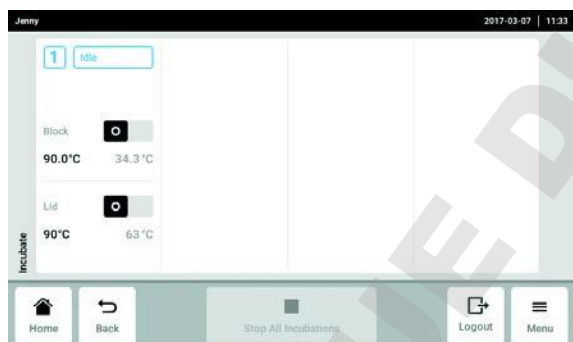 Jenny 2017-03-07 | 11:33
1 Idle
Block
90.0°C 34.3°C
Lid
90°C 63°C
Incubate
Home Back Stop All Incubations Logout Menu